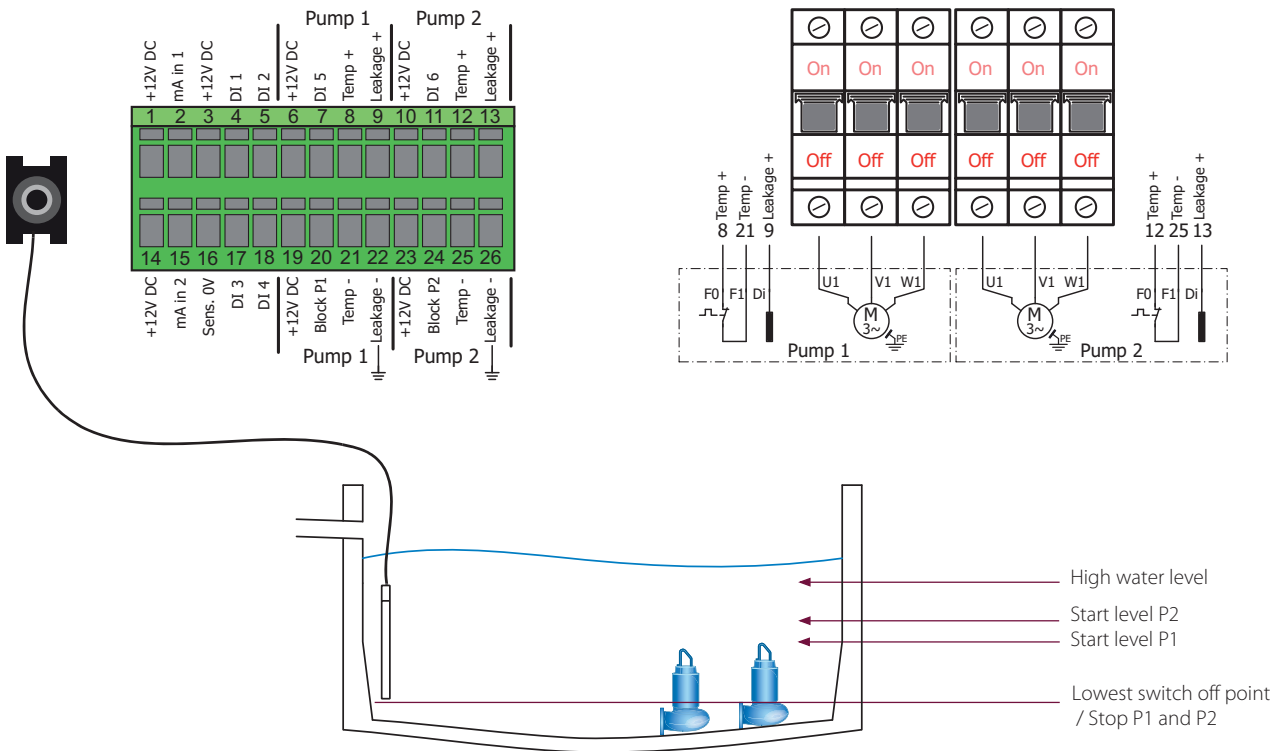 Pump 1 Pump 2
+12V DC
mA in 1
+12V DC
DI 1
DI 2
+12V DC
DI 5
Temp +
Leakage +
+12V DC
DI 6
Temp +
Leakage +
1 2 3 4 5 6 7 8 9 10 11 12 13
14 15 16 17 18 19 20 21 22 23 24 25 26
+12V DC
mA in 2
Sens. 0V
DI 3
DI 4
+12V DC
Block P1
Temp -
Leakage -
+12V DC
Block P2
Temp -
Leakage -
Pump 1 Pump 2
On On On On On On
Off Off Off Off Off Off
Temp +
Temp -
Leakage +
8 21 9
Temp +
Temp -
Leakage +
12 25 13
F0 F1 Di U1 V1 W1
M
3~
PE
Pump 1
U1 V1 W1 F0 F1 Di
M
3~
PE
Pump 2
High water level
Start level P2
Start level P1
Lowest switch off point
/ Stop P1 and P2